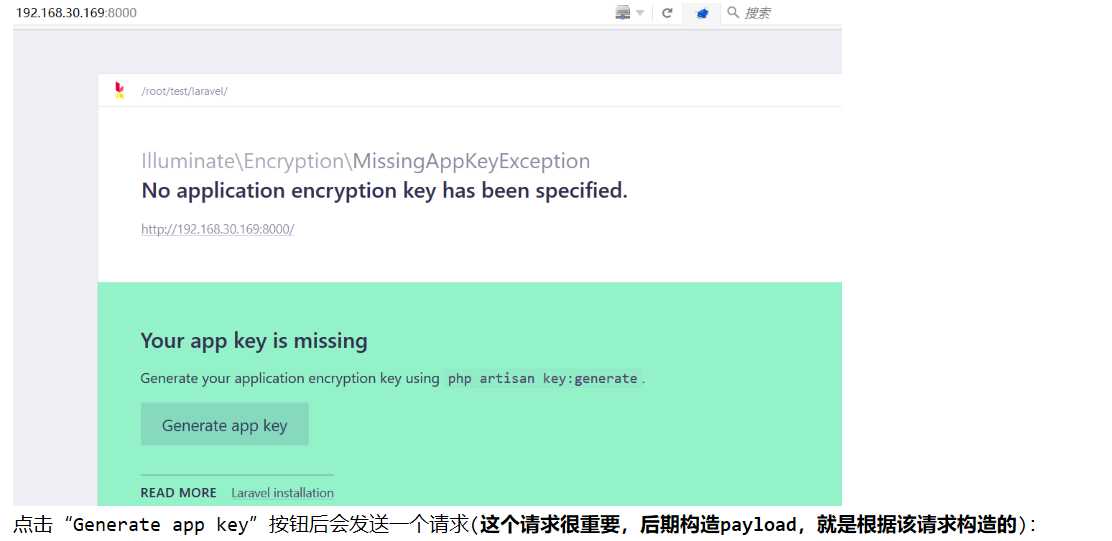 192.168.30.169:8000 搜索
/root/test/laravel/
Illuminate\Encryption\MissingAppKeyException
No application encryption key has been specified.
http://192.168.30.169:8000/
Your app key is missing
Generate your application encryption key using php artisan key:generate.
Generate app key
READ MORE Laravel installation
点击“Generate app key”按钮后会发送一个请求(这个请求很重要，后期构造payload，就是根据该请求构造的)：